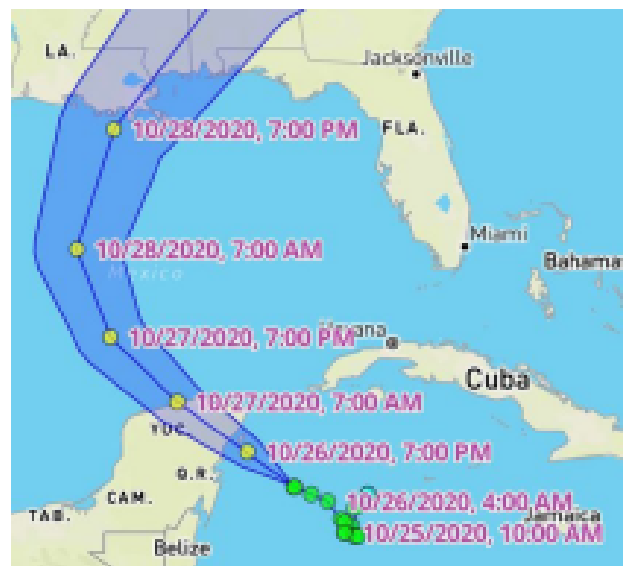 LA.
Jacksonville
10/28/2020, 7:00 PM
FLA.
Miami
10/28/2020, 7:00 AM
Bahama
Mexico
10/27/2020, 7:00 PM
Cuba
10/27/2020, 7:00 AM
YUC.
10/26/2020, 7:00 PM
Q.R.
CAM.
10/26/2020, 4:00 AM
TAB.
Jamaica
10/25/2020, 10:00 AM
Belize